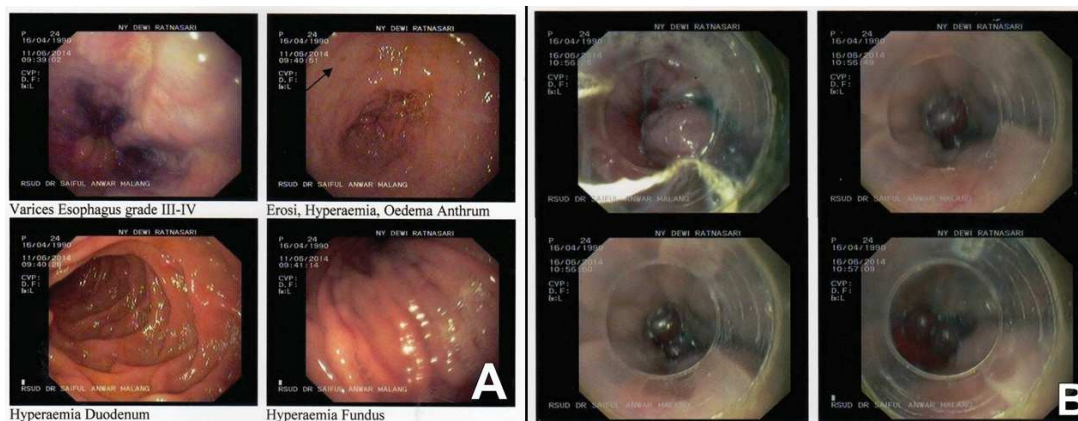 NY DEWI RATNASARI
P 24
16/04/1990
11/06/2014
09:39:02
CVP:
D.F:
RSUD DR SAIFUL ANWAR MALANG
Varices Esophagus grade III-IV
NY DEWI RATNASARI
P 24
16/04/1990
11/06/2014
09:40:51
CVP:
D.F:
RSUD DR SAIFUL ANWAR MALANG
Erosi, Hyperaemia, Oedema Anthrum
NY DEWI RATNASARI
P 24
16/04/1990
11/06/2014
CVP:
D.F:
RSUD DR SAIFUL ANWAR MALANG
Hyperaemia Duodenum
NY DEWI RATNASARI
P 24
16/04/1990
11/06/2014
09:41:14
CVP:
D.F:
RSUD DR SAIFUL ANWAR MALANG
Hyperaemia Fundus
A
NY DEWI RATNASARI
P 24
16/04/1990
16/06/2014
CVP:
D.F:
RSUD DR SAIFUL ANWAR MALANG
NY DEWI RATNASARI
P 24
16/04/1990
16/06/2014
10:56:49
CVP:
D.F:
RSUD DR SAIFUL ANWAR MALANG
NY DEWI RATNASARI
P 24
16/04/1990
16/06/2014
CVP:
D.F:
RSUD DR SAIFUL ANWAR MALANG
NY DEWI RATNASARI
P 24
16/04/1990
16/06/2014
10:57:09
CVP:
D.F:
RSUD DR SAIFUL ANWAR MALANG
B